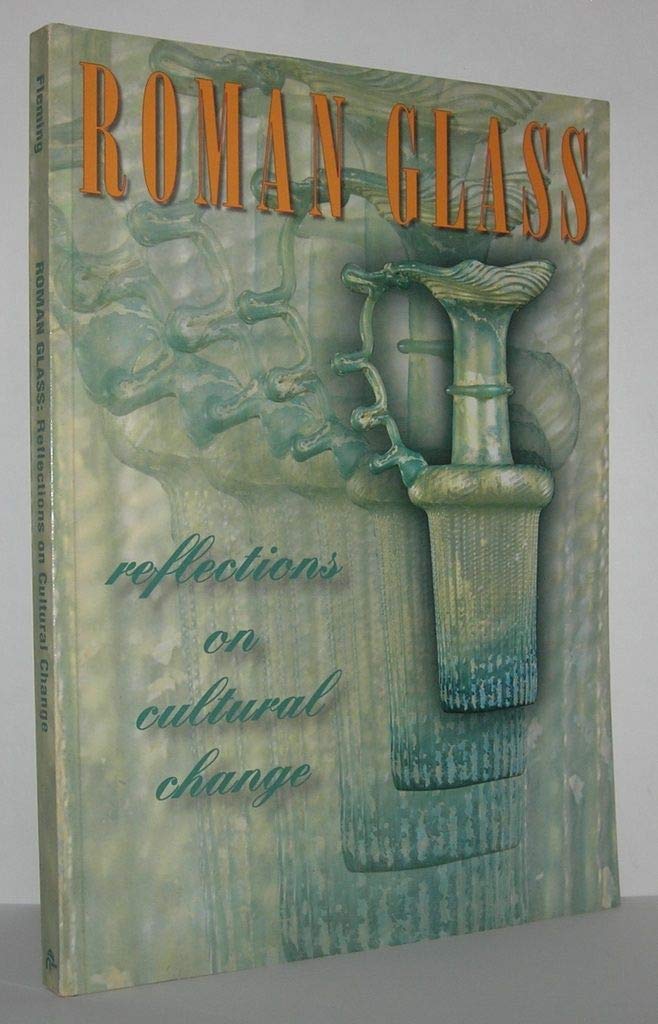 Fleming
ROMAN GLASS: Reflections on Cultural Change
ROMAN GLASS
reflections
on
cultural
change